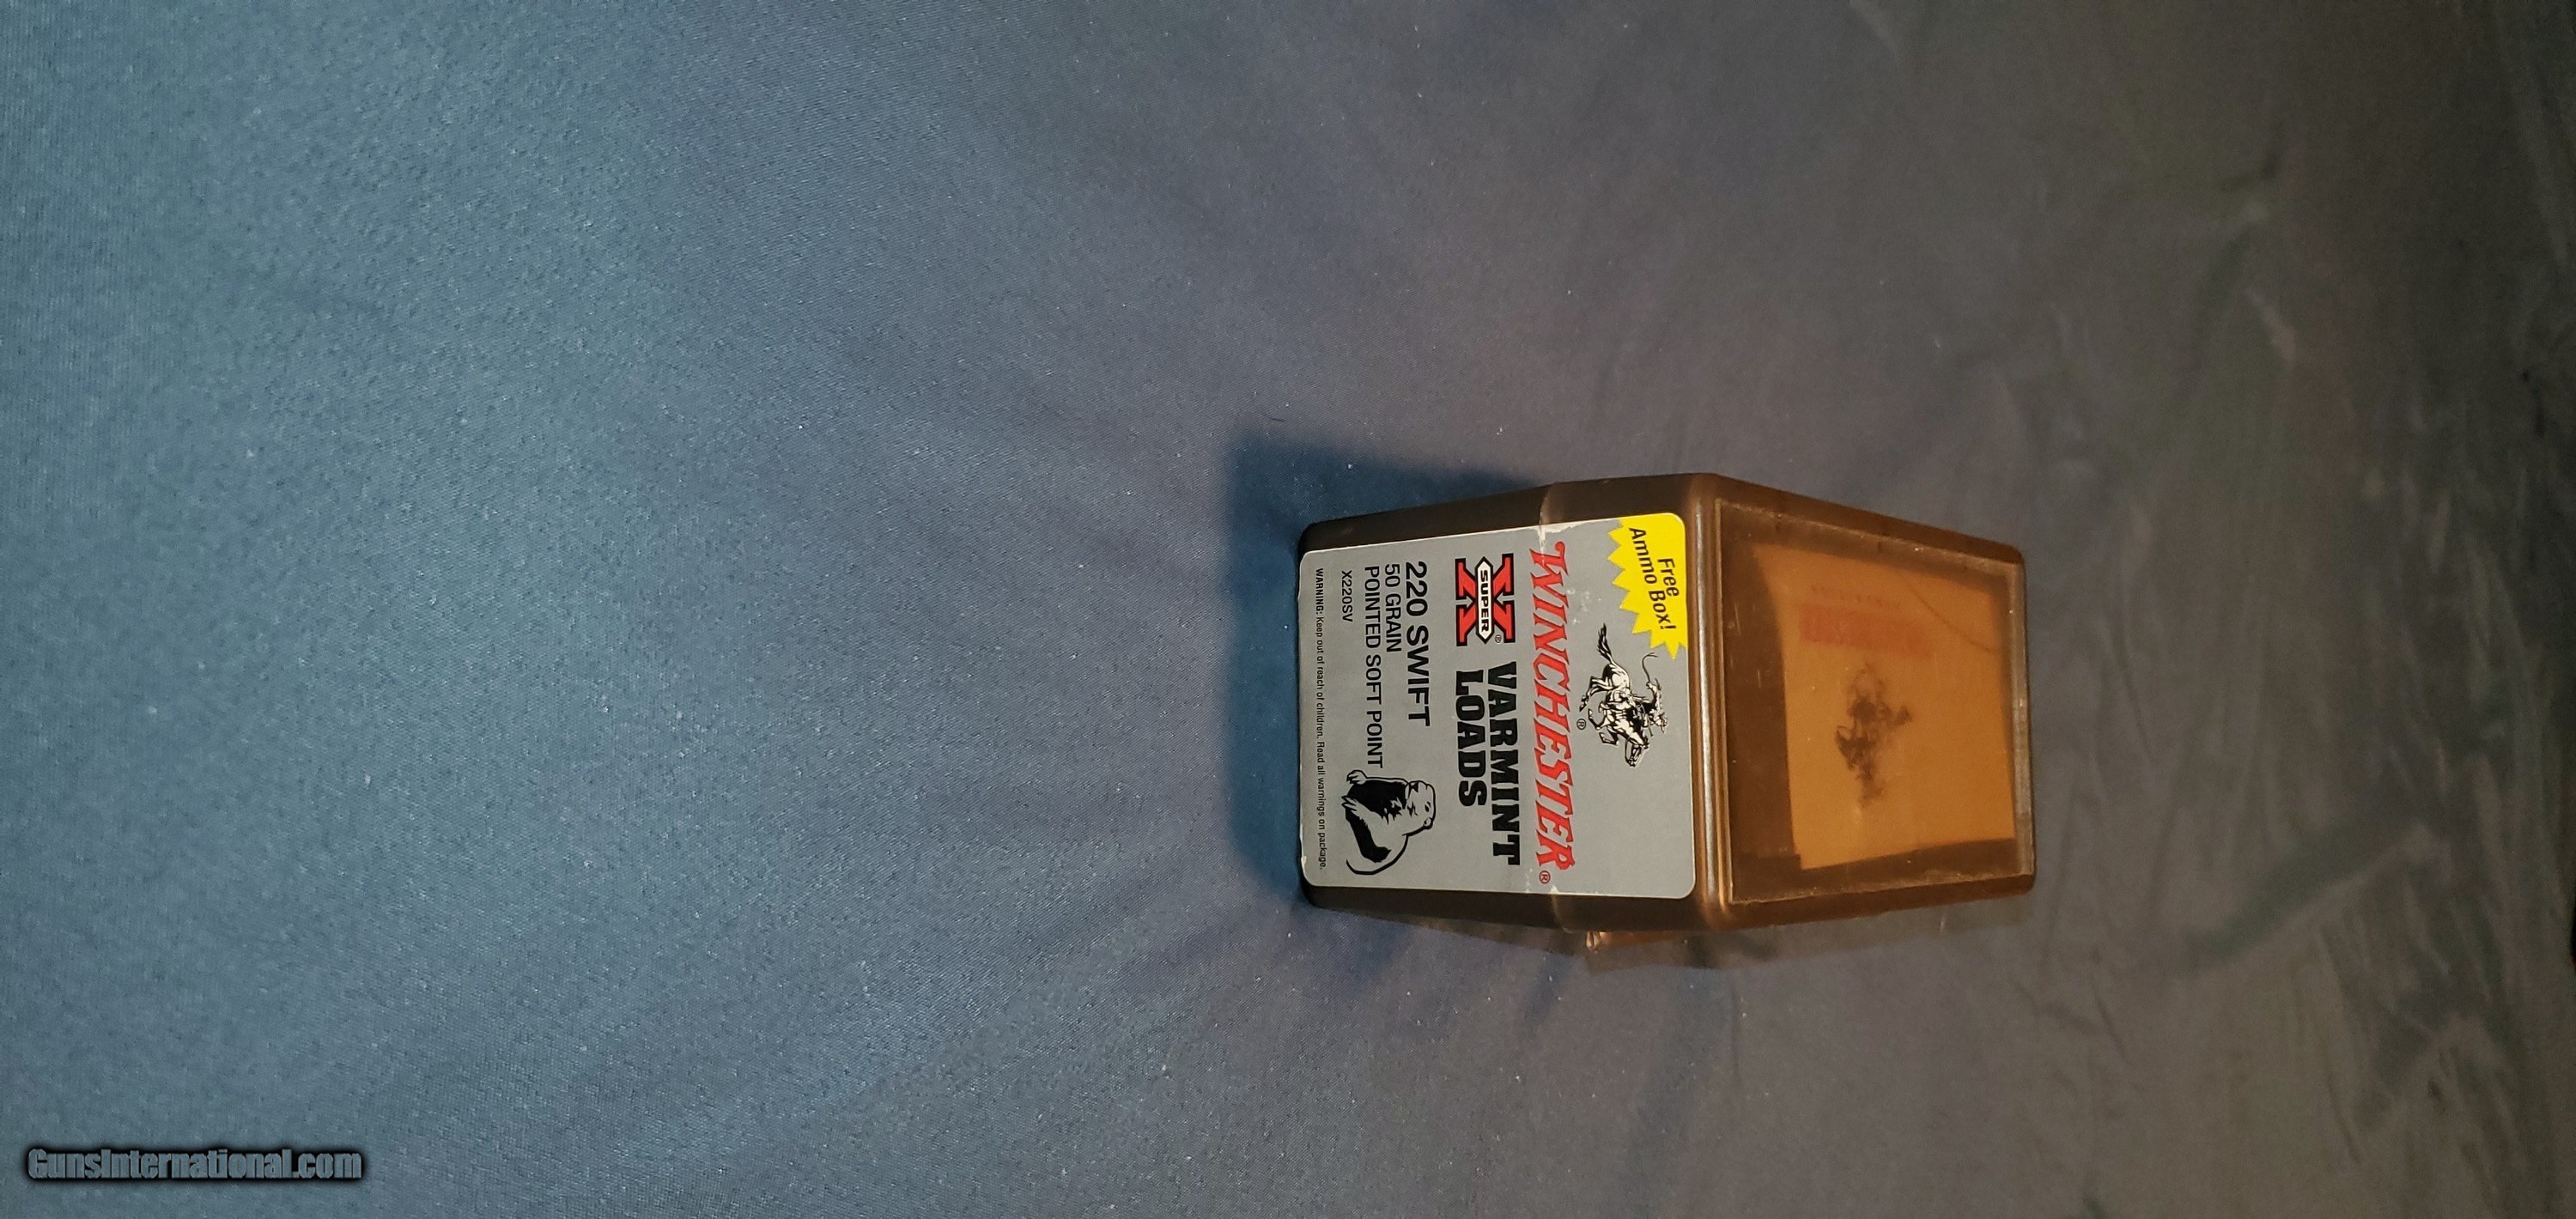 Free
Ammo Box!
®
WINCHESTER®
SUPER X®
VARMINT
LOADS
220 SWIFT
50 GRAIN
POINTED SOFT POINT
X220SV
WARNING: Keep out of reach of children. Read all warnings on package.
GunsInternational.com